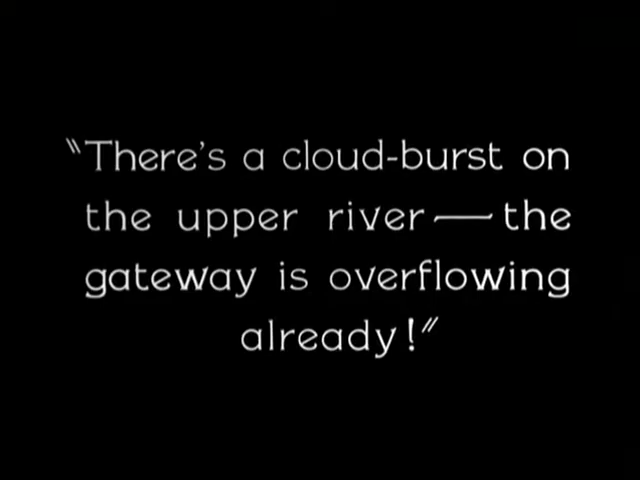 "There's a cloud-burst on
the upper river — the
gateway is overflowing
already!"